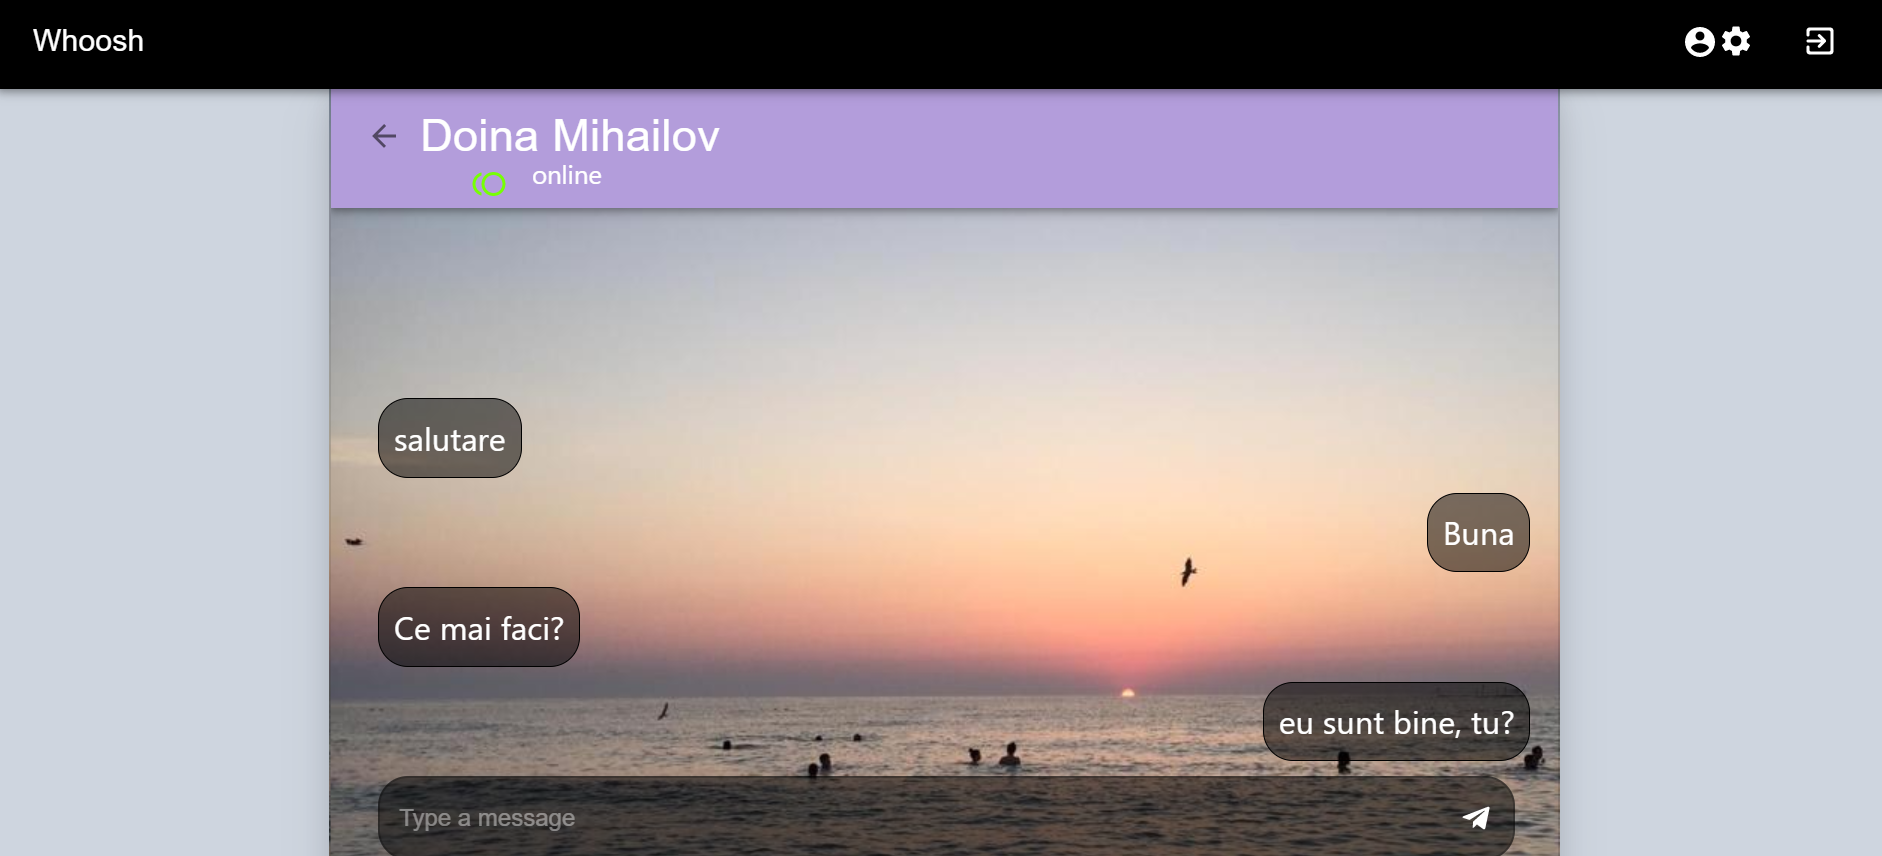 Whoosh
Doina Mihailov
online
salutare
Buna
Ce mai faci?
eu sunt bine, tu?
Type a message